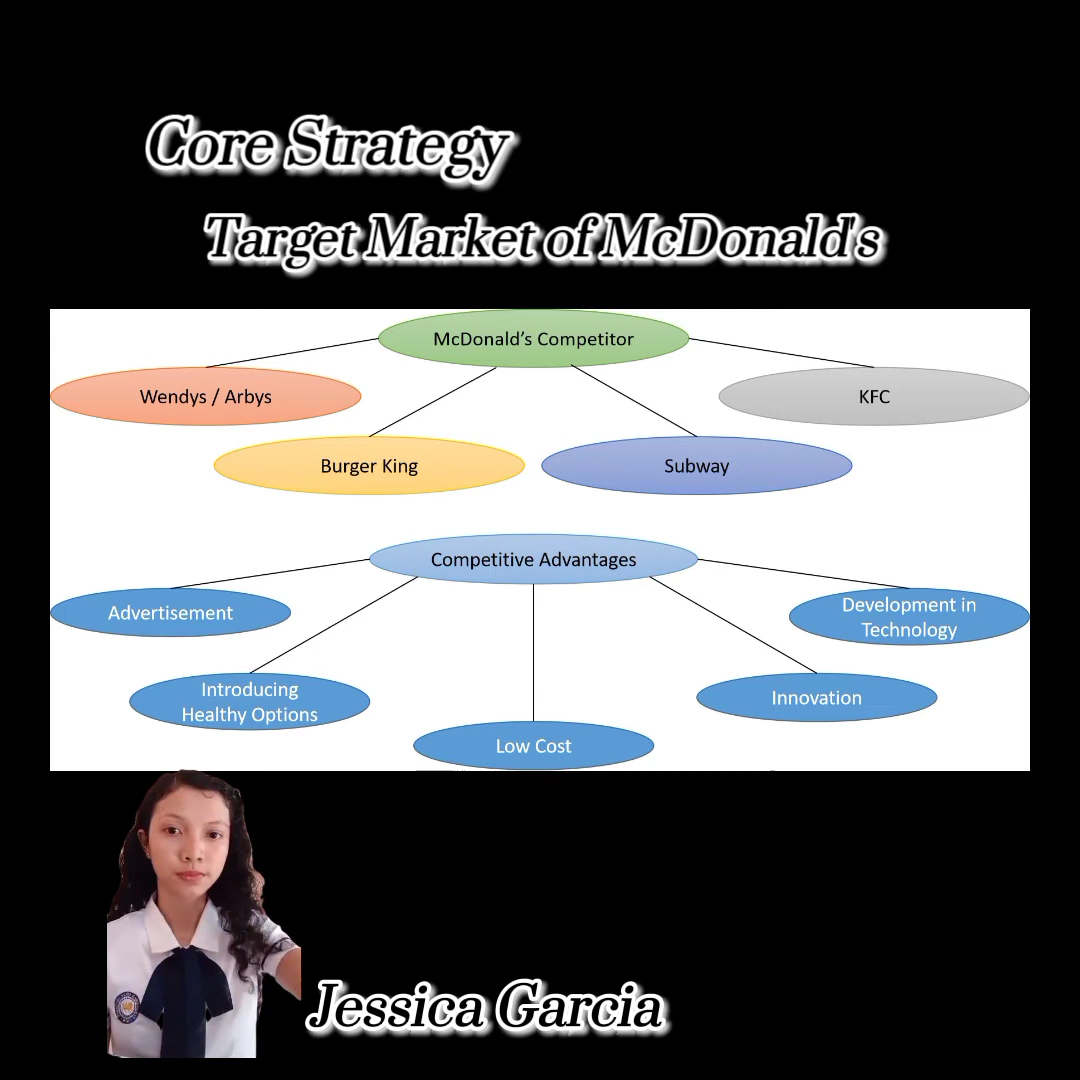 Core Strategy
Target Market of McDonald's
McDonald’s Competitor
Wendys / Arbys
KFC
Burger King
Subway
Competitive Advantages
Advertisement
Development in
Technology
Introducing
Healthy Options
Innovation
Low Cost
Jessica Garcia